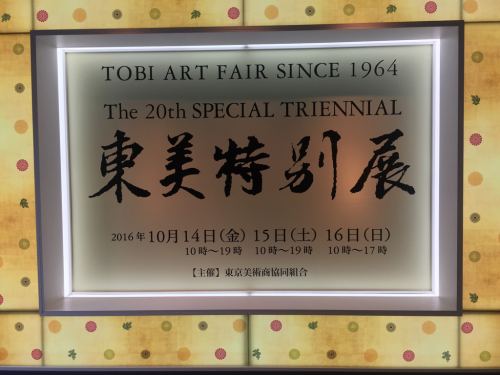 TOBI ART FAIR SINCE 1964
The 20th SPECIAL TRIENNIAL
東美特別展
2016年10月14日(金) 15日(土) 16日(日)
10時〜19時 10時〜19時 10時〜17時
【主催】東京美術商協同組合